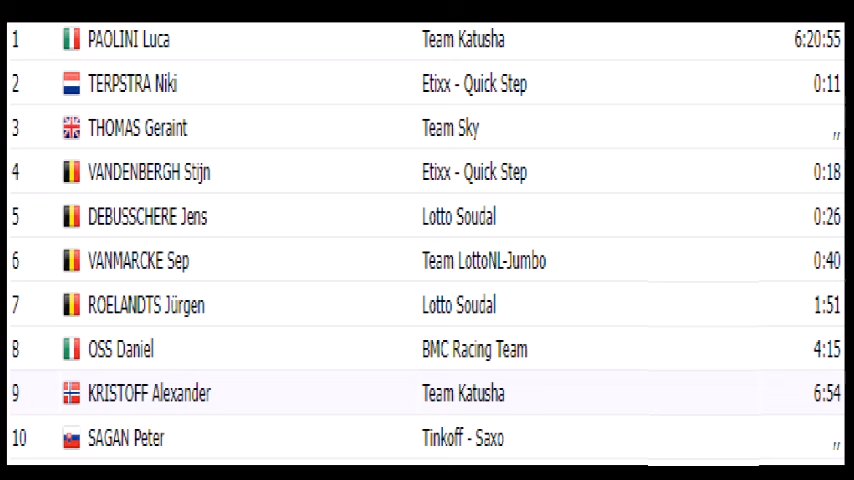 1 PAOLINI Luca Team Katusha 6:20:55
2 TERPSTRA Niki Etixx - Quick Step 0:11
3 THOMAS Geraint Team Sky ,,
4 VANDENBERGH Stijn Etixx - Quick Step 0:18
5 DEBUSSCHERE Jens Lotto Soudal 0:26
6 VANMARCKE Sep Team LottoNL-Jumbo 0:40
7 ROELANDTS Jürgen Lotto Soudal 1:51
8 OSS Daniel BMC Racing Team 4:15
9 KRISTOFF Alexander Team Katusha 6:54
10 SAGAN Peter Tinkoff - Saxo ,,